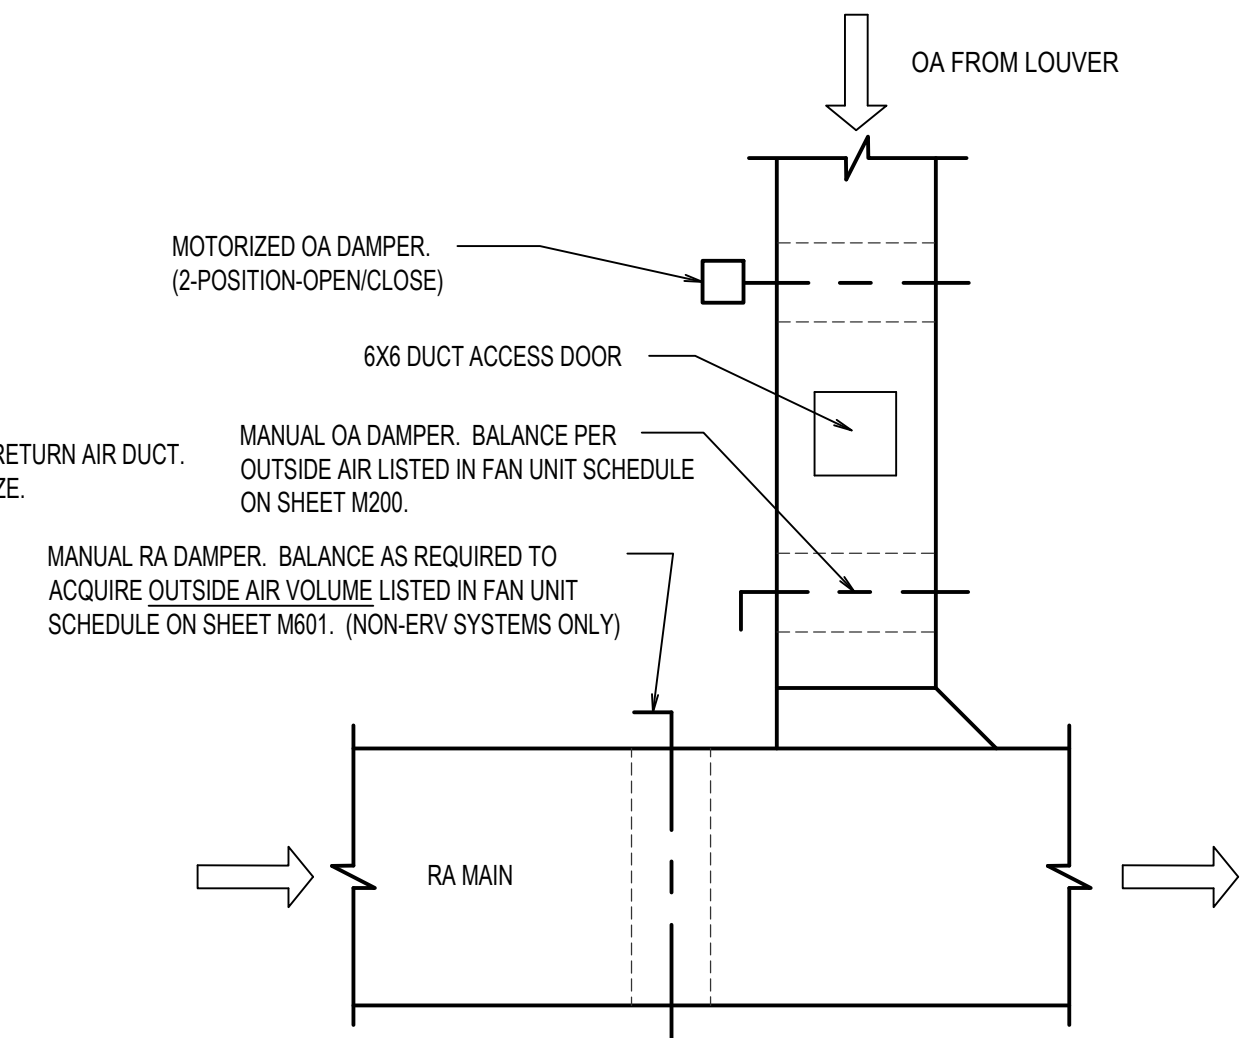 OA FROM LOUVER
MOTORIZED OA DAMPER.
(2-POSITION-OPEN/CLOSE)
6X6 DUCT ACCESS DOOR
RETURN AIR DUCT.
ZE.
MANUAL OA DAMPER. BALANCE PER
OUTSIDE AIR LISTED IN FAN UNIT SCHEDULE
ON SHEET M200.
MANUAL RA DAMPER. BALANCE AS REQUIRED TO
ACQUIRE OUTSIDE AIR VOLUME LISTED IN FAN UNIT
SCHEDULE ON SHEET M601. (NON-ERV SYSTEMS ONLY)
RA MAIN